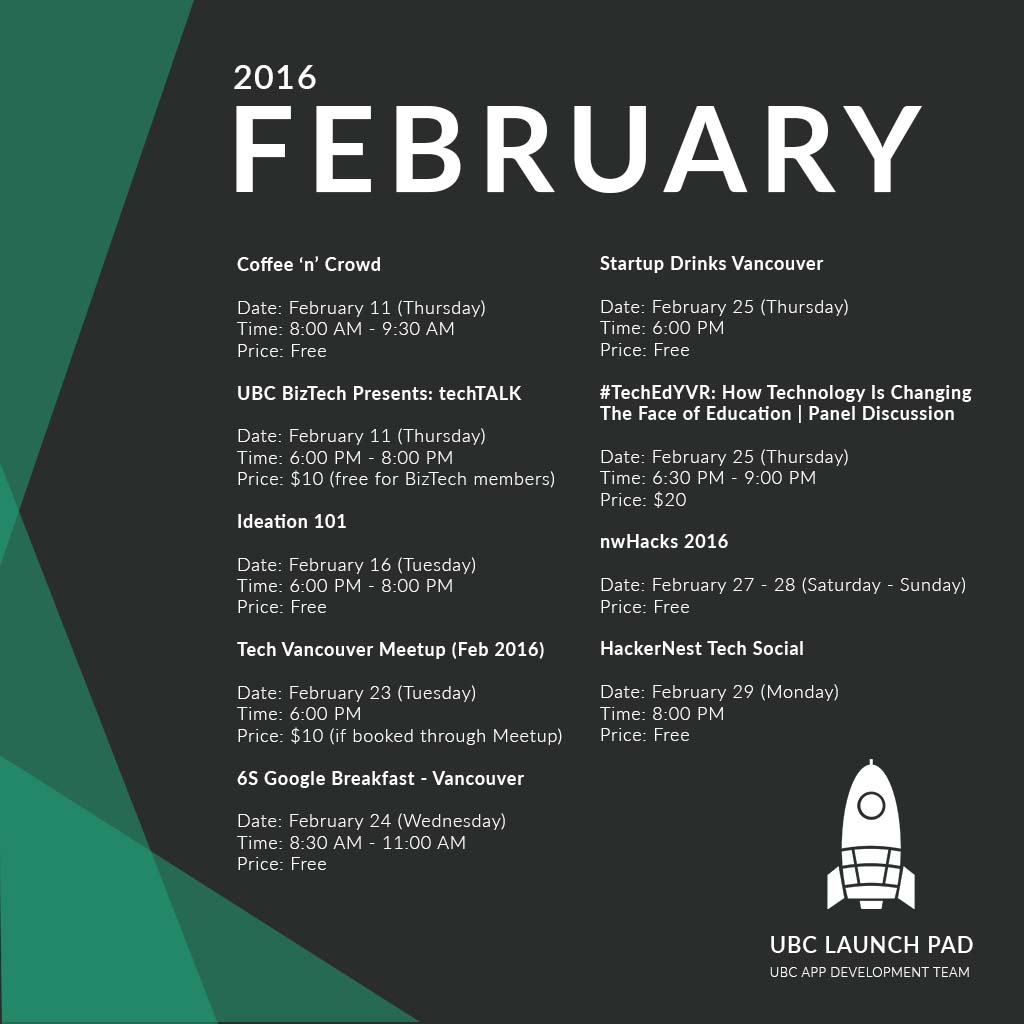 2016
FEBRUARY
Coffee ‘n’ Crowd
Date: February 11 (Thursday)
Time: 8:00 AM - 9:30 AM
Price: Free
UBC BizTech Presents: techTALK
Date: February 11 (Thursday)
Time: 6:00 PM - 8:00 PM
Price: $10 (free for BizTech members)
Ideation 101
Date: February 16 (Tuesday)
Time: 6:00 PM - 8:00 PM
Price: Free
Tech Vancouver Meetup (Feb 2016)
Date: February 23 (Tuesday)
Time: 6:00 PM
Price: $10 (if booked through Meetup)
6S Google Breakfast - Vancouver
Date: February 24 (Wednesday)
Time: 8:30 AM - 11:00 AM
Price: Free
Startup Drinks Vancouver
Date: February 25 (Thursday)
Time: 6:00 PM
Price: Free
#TechEdYVR: How Technology Is Changing
The Face of Education | Panel Discussion
Date: February 25 (Thursday)
Time: 6:30 PM - 9:00 PM
Price: $20
nwHacks 2016
Date: February 27 - 28 (Saturday - Sunday)
Price: Free
HackerNest Tech Social
Date: February 29 (Monday)
Time: 8:00 PM
Price: Free
UBC LAUNCH PAD
UBC APP DEVELOPMENT TEAM